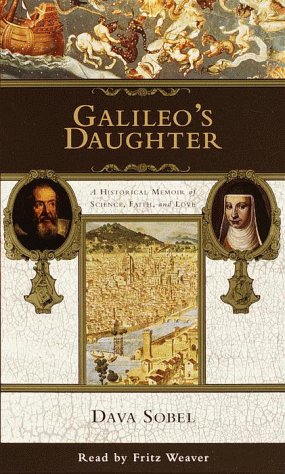 GALILEO'S
DAUGHTER
A HISTORICAL MEMOIR of
SCIENCE, FAITH, and LOVE
DAVA SOBEL
Read by Fritz Weaver